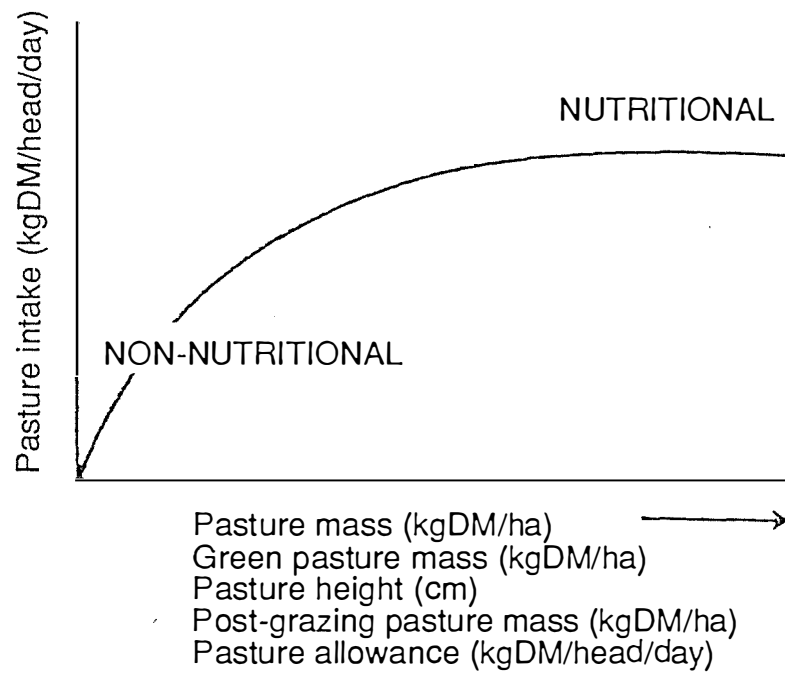 NUTRITIONAL
Pasture intake (kgDM/head/day)
NON-NUTRITIONAL
Pasture mass (kgDM/ha)
Green pasture mass (kgDM/ha)
Pasture height (cm)
Post-grazing pasture mass (kgDM/ha)
Pasture allowance (kgDM/head/day)